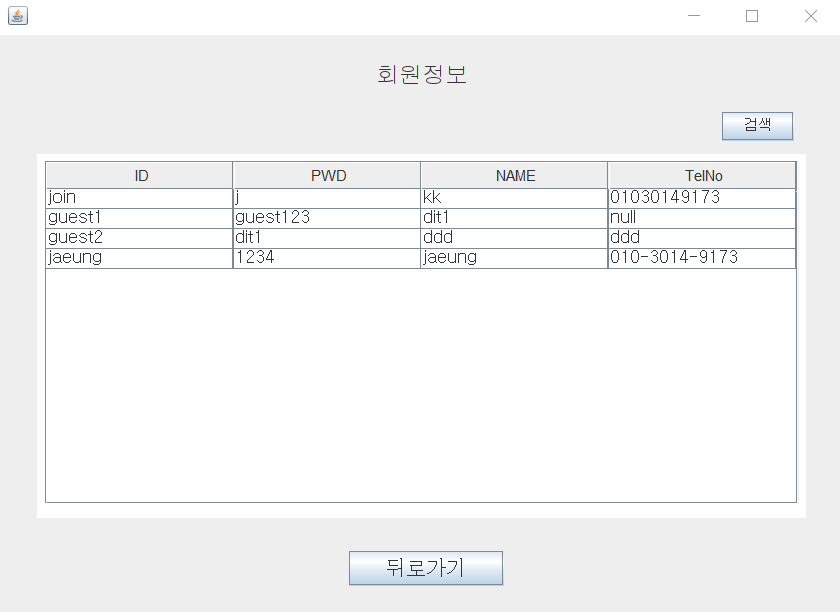 회원정보
검색
ID PWD NAME TelNo
join j kk 01030149173
guest1 guest123 dit1 null
guest2 dit1 ddd ddd
jaeung 1234 jaeung 010-3014-9173
뒤로가기